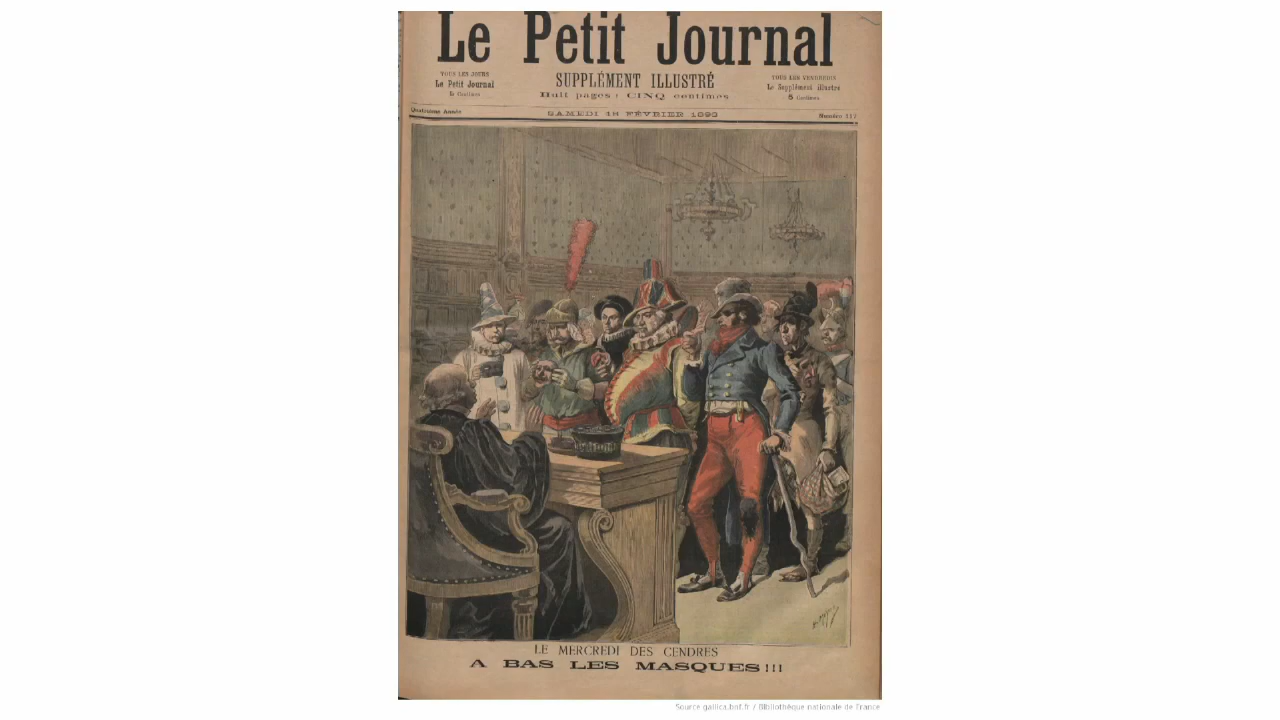 Le Petit Journal
TOUS LES JOURS
Le Petit Journal
5 Centimes
SUPPLÉMENT ILLUSTRÉ
Huit pages : CINQ centimes
TOUS LES VENDREDIS
Le Supplément illustré
5 Centimes
Quatrième Année
SAMEDI 18 FÉVRIER 1893
Numéro 117
LE MERCREDI DES CENDRES
A BAS LES MASQUES!!!
Source gallica.bnf.fr / Bibliothèque nationale de France